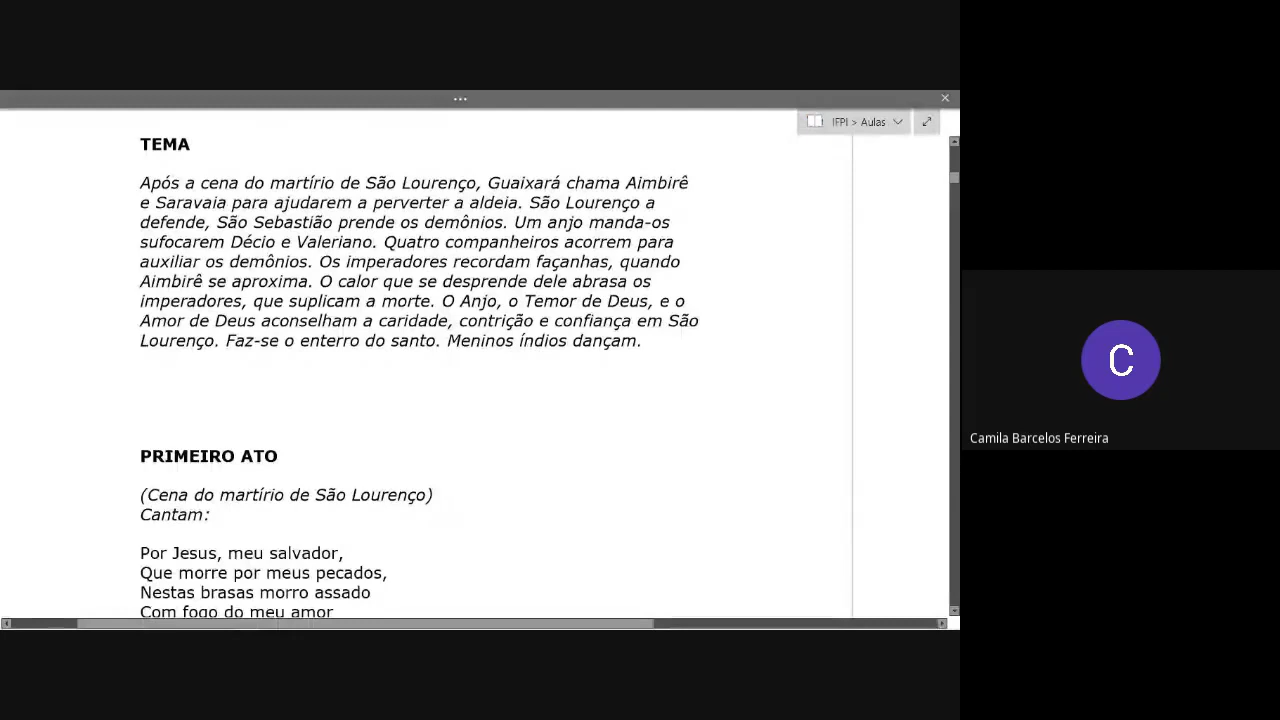 IFPI > Aulas
TEMA
Após a cena do martírio de São Lourenço, Guaixará chama Aimbirê
e Saravaia para ajudarem a perverter a aldeia. São Lourenço a
defende, São Sebastião prende os demônios. Um anjo manda-os
sufocarem Décio e Valeriano. Quatro companheiros acorrem para
auxiliar os demônios. Os imperadores recordam façanhas, quando
Aimbirê se aproxima. O calor que se desprende dele abrasa os
imperadores, que suplicam a morte. O Anjo, o Temor de Deus, e o
Amor de Deus aconselham a caridade, contrição e confiança em São
Lourenço. Faz-se o enterro do santo. Meninos índios dançam.
PRIMEIRO ATO
(Cena do martírio de São Lourenço)
Cantam:
Por Jesus, meu salvador,
Que morre por meus pecados,
Nestas brasas morro assado
Com fogo do meu amor
C
Camila Barcelos Ferreira